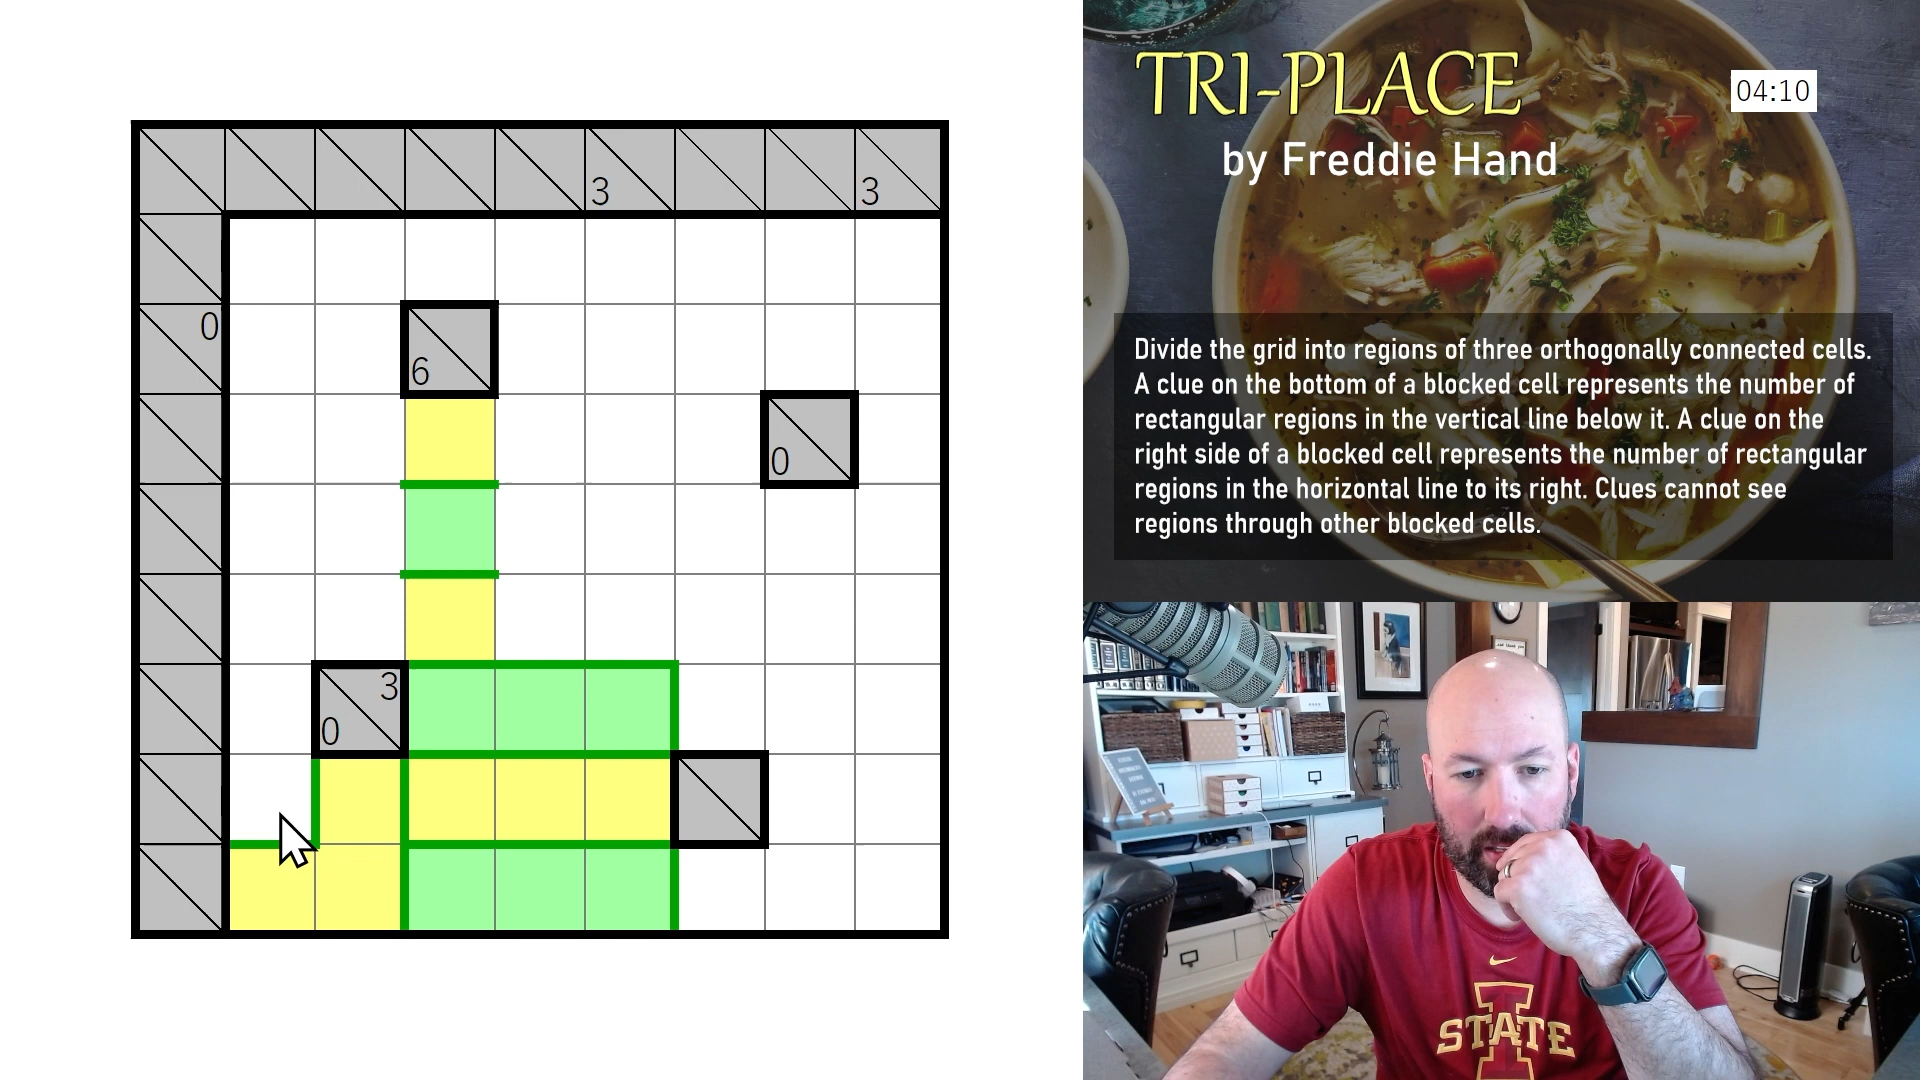 TRI-PLACE
04:10
by Freddie Hand
3
3
0
6
0
3
0
Divide the grid into regions of three orthogonally connected cells.
A clue on the bottom of a blocked cell represents the number of
rectangular regions in the vertical line below it. A clue on the
right side of a blocked cell represents the number of rectangular
regions in the horizontal line to its right. Clues cannot see
regions through other blocked cells.
STATE